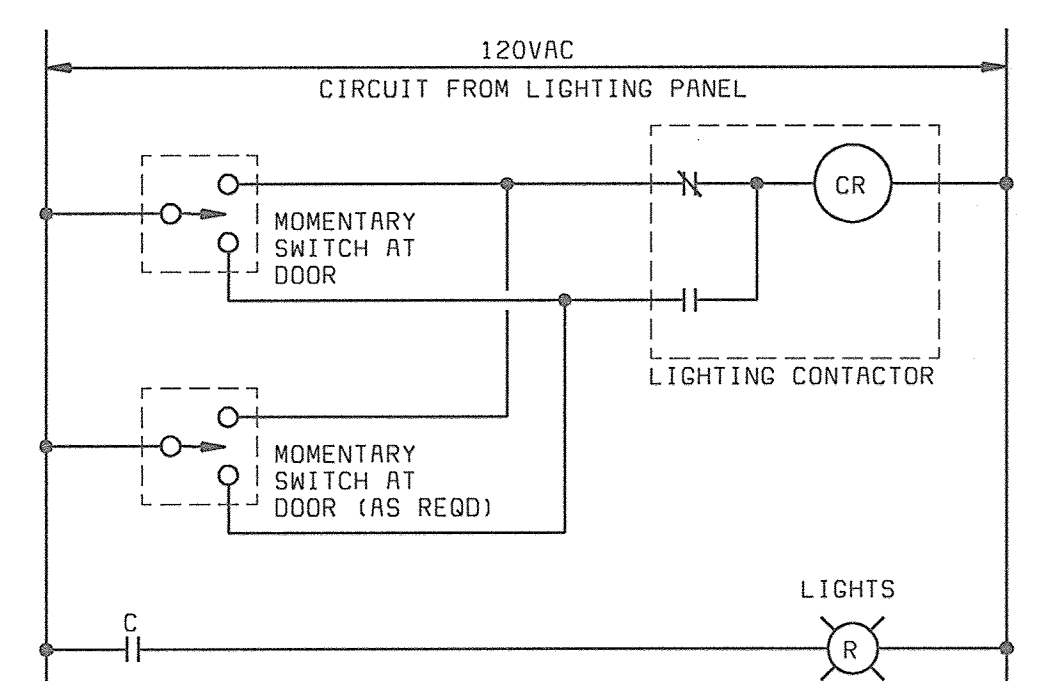 120VAC
CIRCUIT FROM LIGHTING PANEL
CR
MOMENTARY
SWITCH AT
DOOR
LIGHTING CONTACTOR
MOMENTARY
SWITCH AT
DOOR (AS REQD)
LIGHTS
C
R